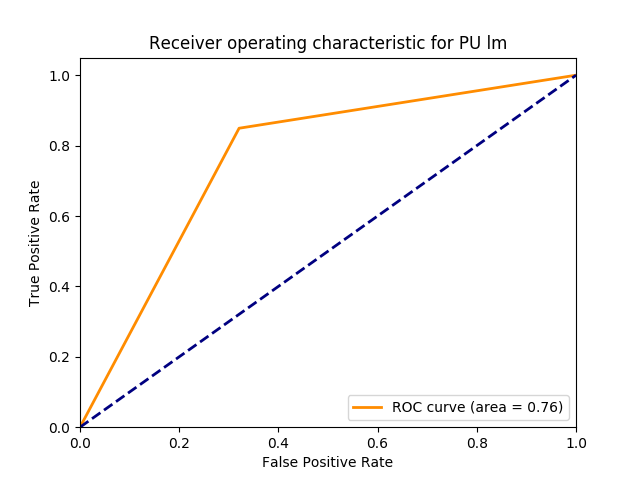 Receiver operating characteristic for PU lm
1.0
0.8
0.6
0.4
0.2
0.0
True Positive Rate
ROC curve (area = 0.76)
0.0 0.2 0.4 0.6 0.8 1.0
False Positive Rate